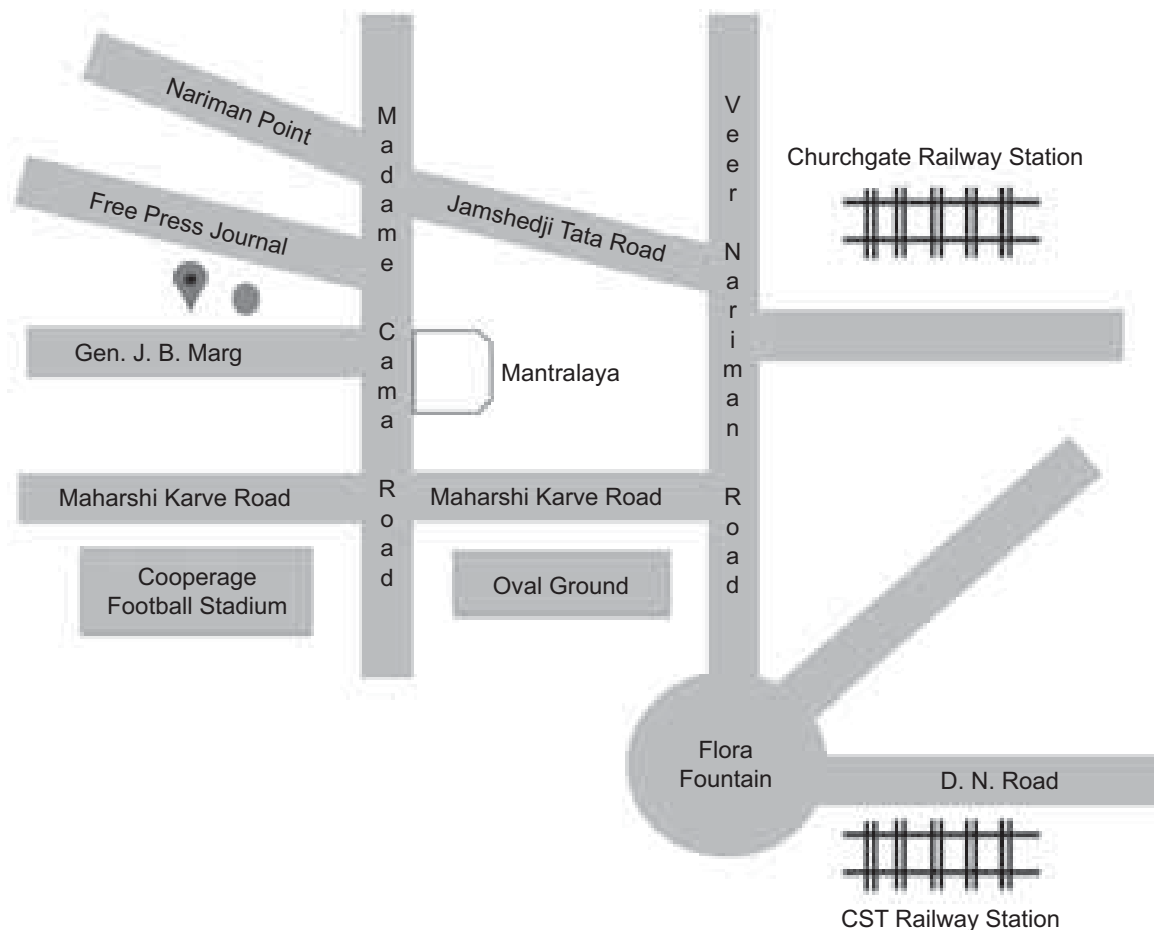 Nariman Point
Madame Cama Road
Veer Nariman Road
Churchgate Railway Station
Free Press Journal
Jamshedji Tata Road
Gen. J. B. Marg
Mantralaya
Maharshi Karve Road
Maharshi Karve Road
Cooperage
Football Stadium
Oval Ground
Flora
Fountain
D. N. Road
CST Railway Station